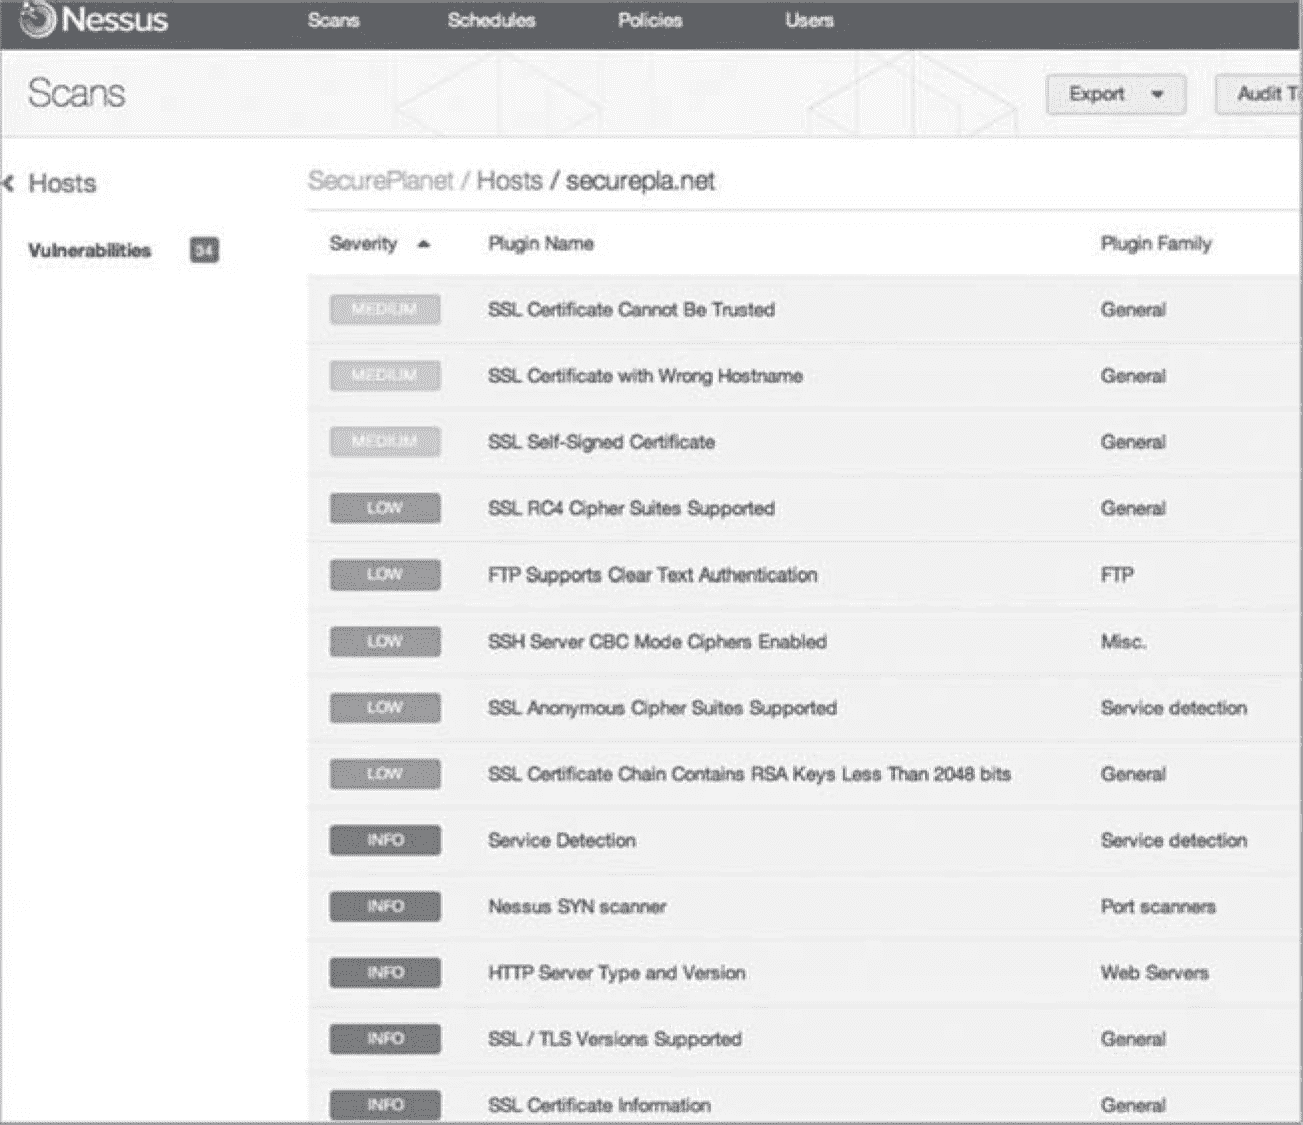 Nessus Scans Schedules Policies Users
Scans Export Audit T
Hosts SecurePlanet / Hosts / securepla.net
Vulnerabilities 34
Severity Plugin Name Plugin Family
MEDIUM SSL Certificate Cannot Be Trusted General
MEDIUM SSL Certificate with Wrong Hostname General
MEDIUM SSL Self-Signed Certificate General
LOW SSL RC4 Cipher Suites Supported General
LOW FTP Supports Clear Text Authentication FTP
LOW SSH Server CBC Mode Ciphers Enabled Misc.
LOW SSL Anonymous Cipher Suites Supported Service detection
LOW SSL Certificate Chain Contains RSA Keys Less Than 2048 bits General
INFO Service Detection Service detection
INFO Nessus SYN scanner Port scanners
INFO HTTP Server Type and Version Web Servers
INFO SSL / TLS Versions Supported General
INFO SSL Certificate Information General